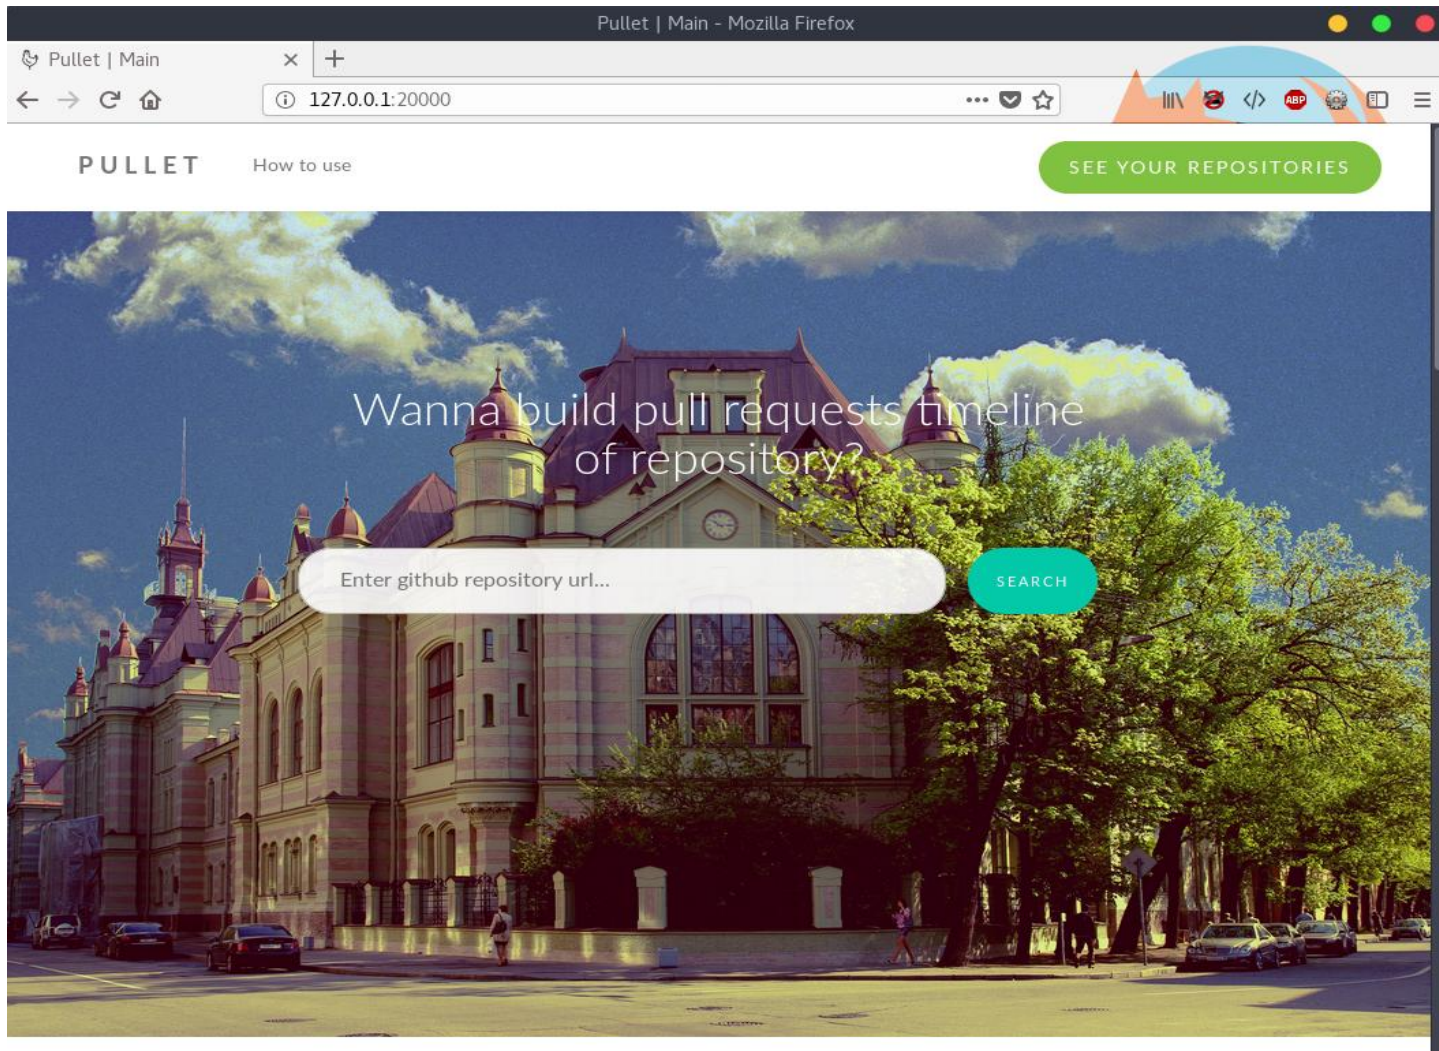 Pullet | Main - Mozilla Firefox
Pullet | Main
127.0.0.1:20000
ABP
PULLET How to use SEE YOUR REPOSITORIES
Wanna build pull requests timeline
of repository?
Enter github repository url...
SEARCH